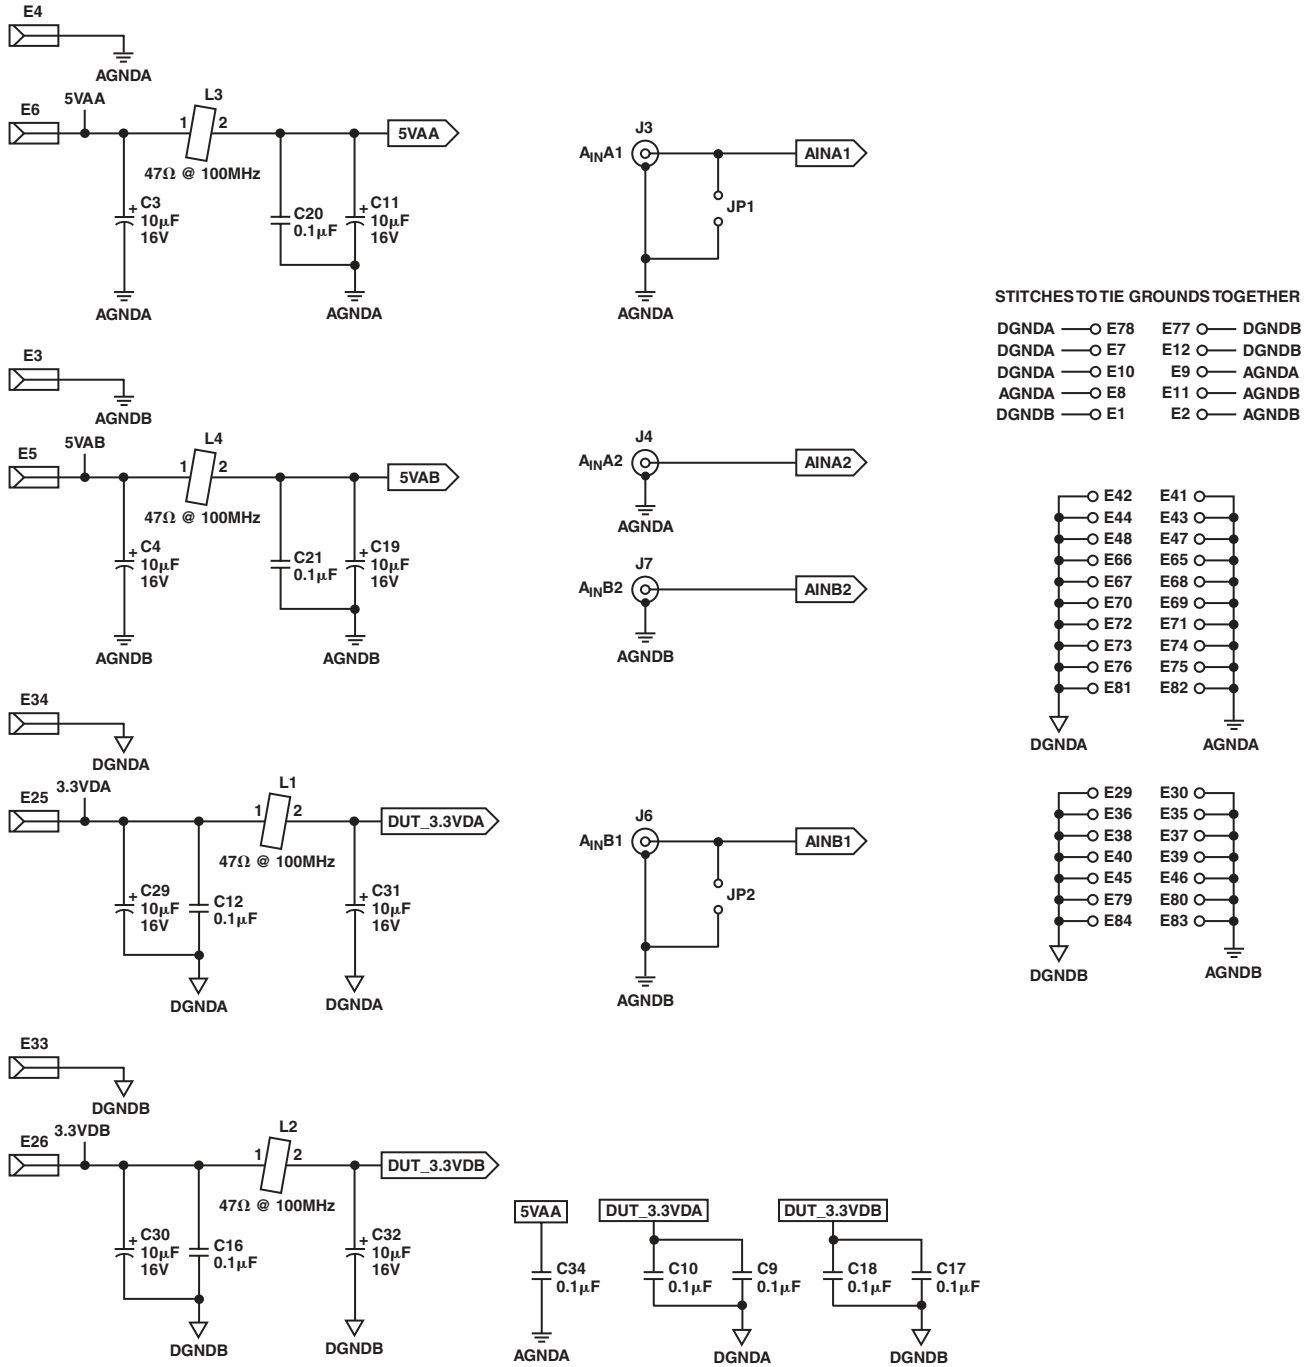 E4
AGNDA
E6
5VAA
L3
1
2
47Ω @ 100MHz
5VAA
+
C3
10µF
16V
C20
0.1µF
+
C11
10µF
16V
AGNDA
AGNDA
E3
AGNDB
E5
5VAB
L4
1
2
47Ω @ 100MHz
5VAB
+
C4
10µF
16V
C21
0.1µF
+
C19
10µF
16V
AGNDB
AGNDB
E34
DGNDA
E25
3.3VDA
L1
1
2
47Ω @ 100MHz
DUT_3.3VDA
+
C29
10µF
16V
C12
0.1µF
+
C31
10µF
16V
DGNDA
DGNDA
E33
DGNDB
E26
3.3VDB
L2
1
2
47Ω @ 100MHz
DUT_3.3VDB
+
C30
10µF
16V
C16
0.1µF
+
C32
10µF
16V
DGNDB
DGNDB
J3
AINA1
AINA1
JP1
AGNDA
J4
AINA2
AINA2
AGNDA
J7
AINB2
AINB2
AGNDB
J6
AINB1
AINB1
JP2
AGNDB
5VAA
C34
0.1µF
AGNDA
DUT_3.3VDA
C10
0.1µF
C9
0.1µF
DGNDA
DUT_3.3VDB
C18
0.1µF
C17
0.1µF
DGNDB
STITCHES TO TIE GROUNDS TOGETHER
DGNDA E78 E77 DGNDB
DGNDA E7 E12 DGNDB
DGNDA E10 E9 AGNDA
AGNDA E8 E11 AGNDB
DGNDB E1 E2 AGNDB
E42 E41
E44 E43
E48 E47
E66 E65
E67 E68
E70 E69
E72 E71
E73 E74
E76 E75
E81 E82
DGNDA AGNDA
E29 E30
E36 E35
E38 E37
E40 E39
E45 E46
E79 E80
E84 E83
DGNDB AGNDB